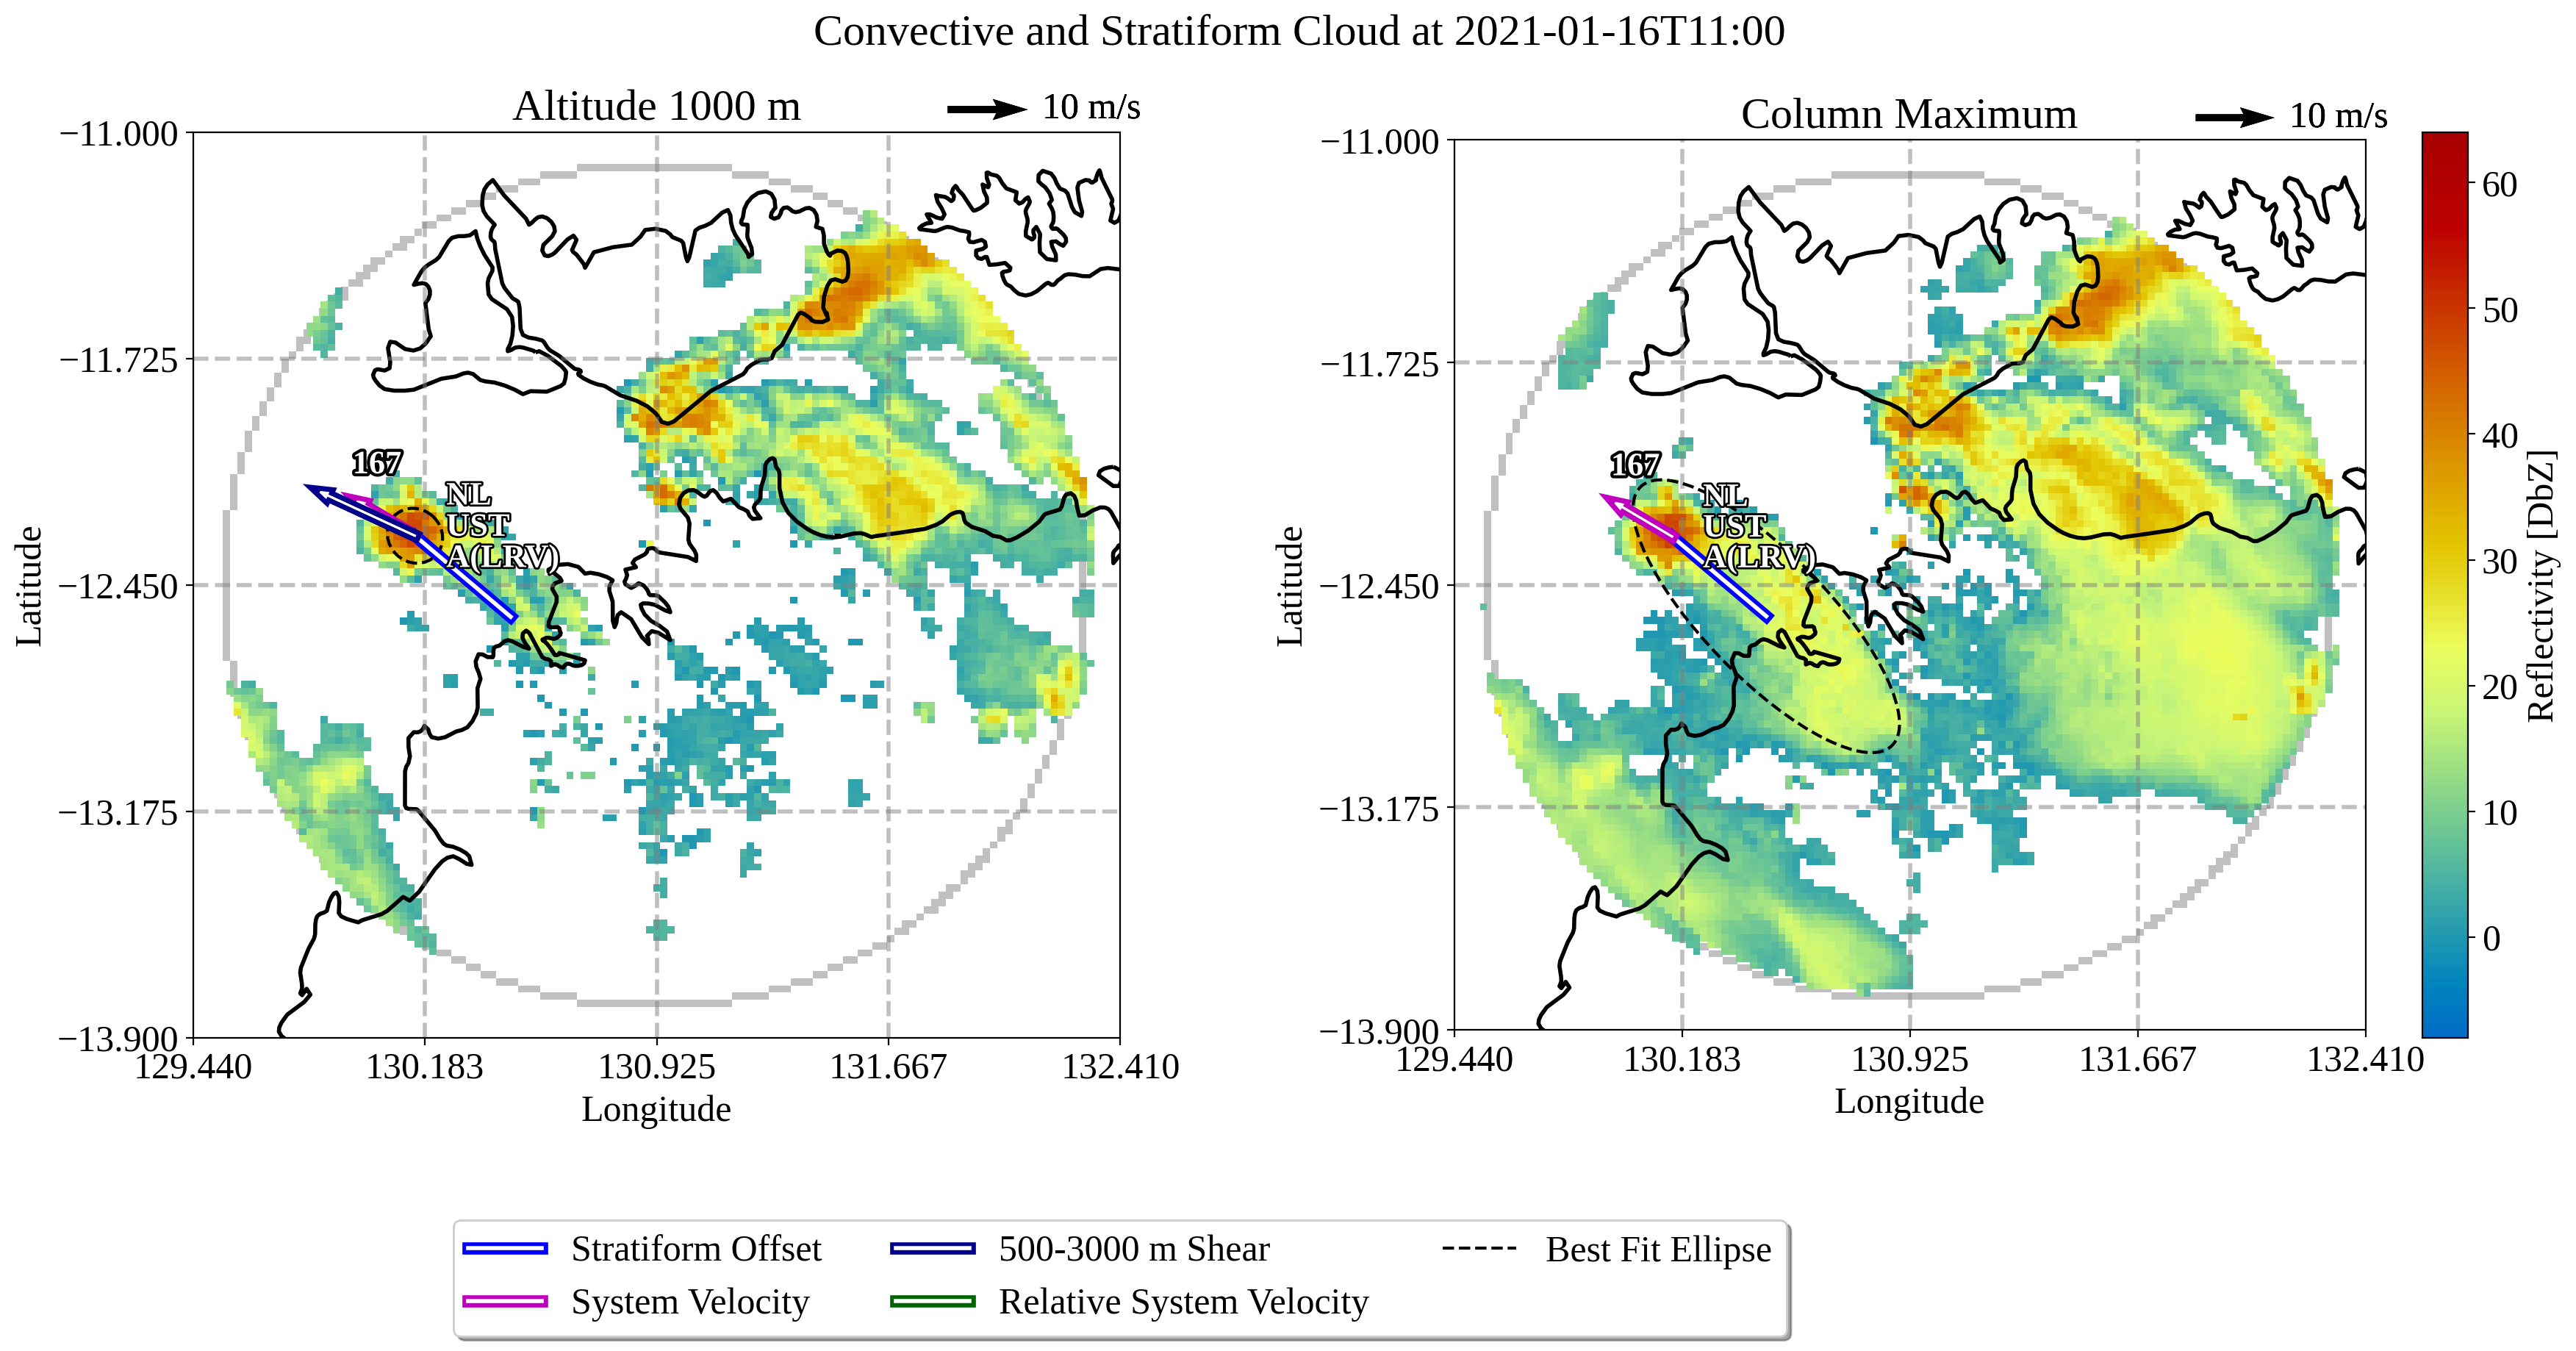 Convective and Stratiform Cloud at 2021-01-16T11:00
Altitude 1000 m
10 m/s
−11.000
−11.725
−12.450
−13.175
−13.900
Latitude
129.440
130.183
130.925
131.667
132.410
Longitude
167
NL
UST
A(LRV)
Column Maximum
10 m/s
−11.000
−11.725
−12.450
−13.175
−13.900
Latitude
129.440
130.183
130.925
131.667
132.410
Longitude
167
NL
UST
A(LRV)
60
50
40
30
20
10
0
Reflectivity [DbZ]
Stratiform Offset
500-3000 m Shear
Best Fit Ellipse
System Velocity
Relative System Velocity